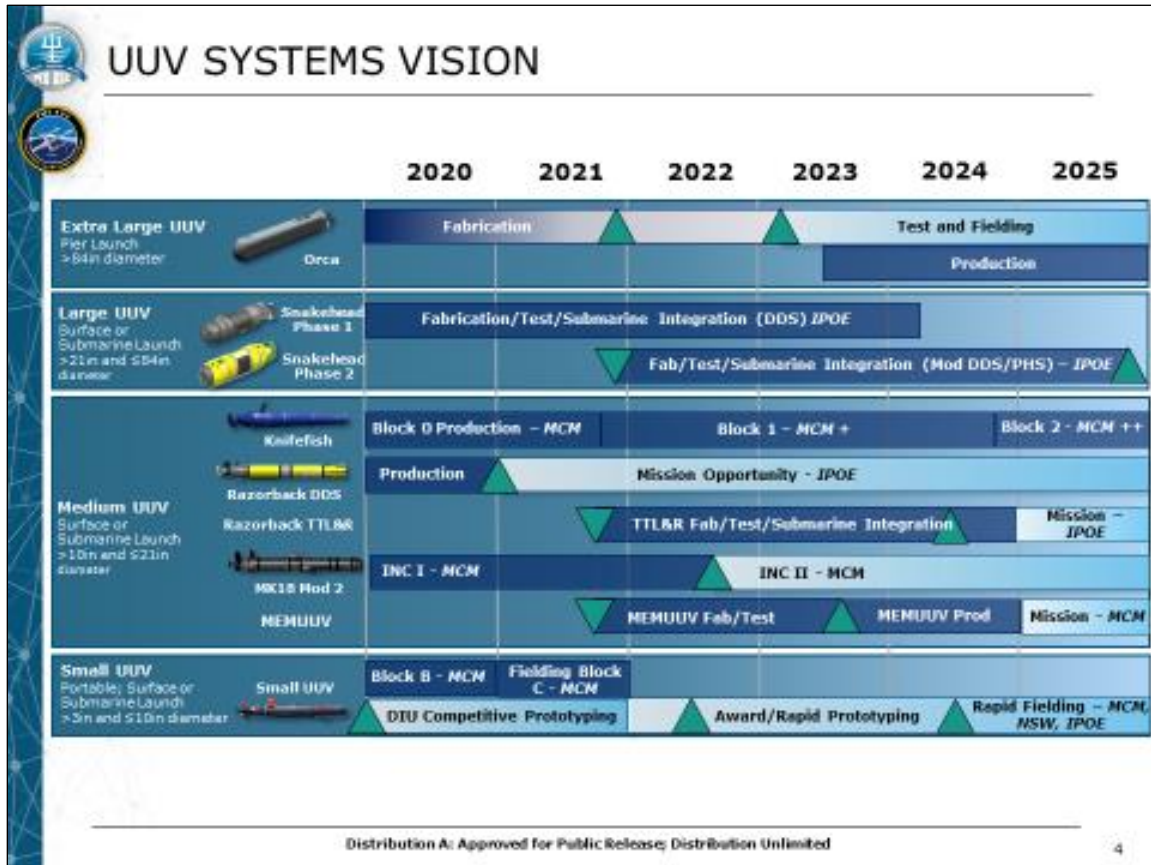 UUV SYSTEMS VISION
2020 2021 2022 2023 2024 2025
Extra Large UUV
Pier Launch
>84in diameter
Orca
Fabrication
Test and Fielding
Production
Large UUV
Surface or
Submarine Launch
>21in and ≤84in
diameter
Snakehead
Phase 1
Snakehead
Phase 2
Fabrication/Test/Submarine Integration (DDS) IPOE
Fab/Test/Submarine Integration (Mod DDS/PHS) – IPOE
Medium UUV
Surface or
Submarine Launch
>10in and ≤21in
diameter
Knifefish
Block 0 Production – MCM
Block 1 – MCM +
Block 2 - MCM ++
Razorback DDS
Production
Mission Opportunity - IPOE
Razorback TTL&R
TTL&R Fab/Test/Submarine Integration
Mission –
IPOE
MK18 Mod 2
INC I - MCM
INC II - MCM
MEMUUV
MEMUUV Fab/Test
MEMUUV Prod
Mission – MCM
Small UUV
Portable; Surface or
Submarine Launch
>3in and ≤10in diameter
Small UUV
Block B - MCM
Fielding Block
C - MCM
DIU Competitive Prototyping
Award/Rapid Prototyping
Rapid Fielding – MCM,
NSW, IPOE
Distribution A: Approved for Public Release; Distribution Unlimited
4